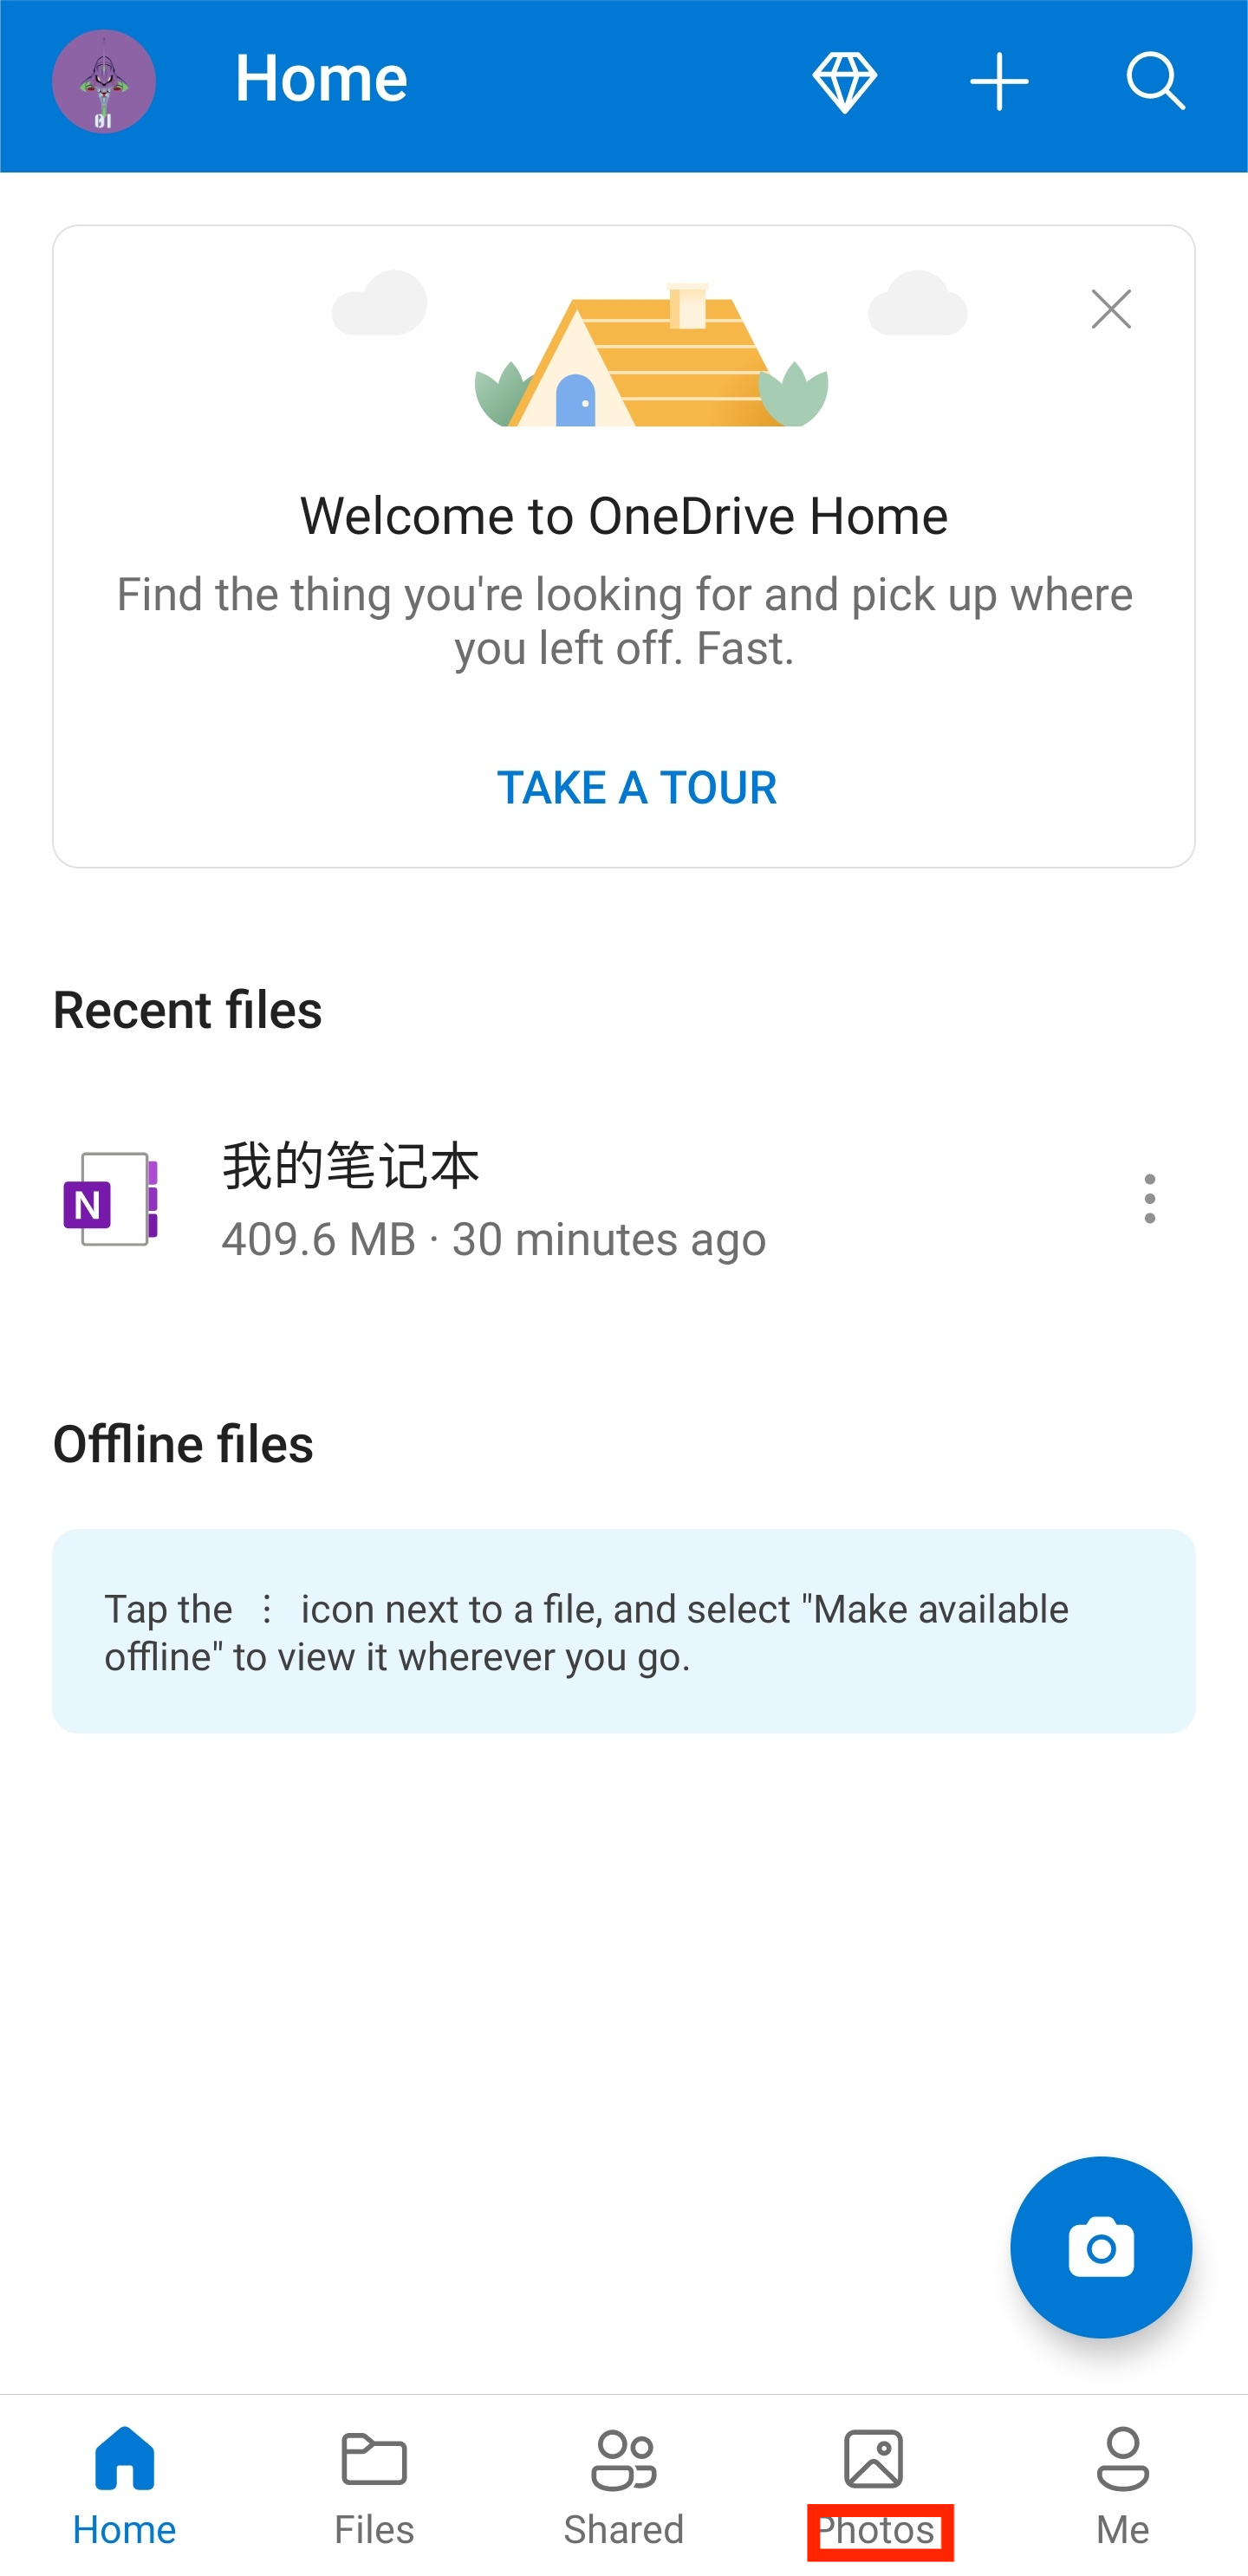 01
Home
Welcome to OneDrive Home
Find the thing you're looking for and pick up where
you left off. Fast.
TAKE A TOUR
Recent files
N
我的笔记本
409.6 MB · 30 minutes ago
Offline files
Tap the ⋮ icon next to a file, and select "Make available
offline" to view it wherever you go.
Home
Files
Shared
Photos
Me